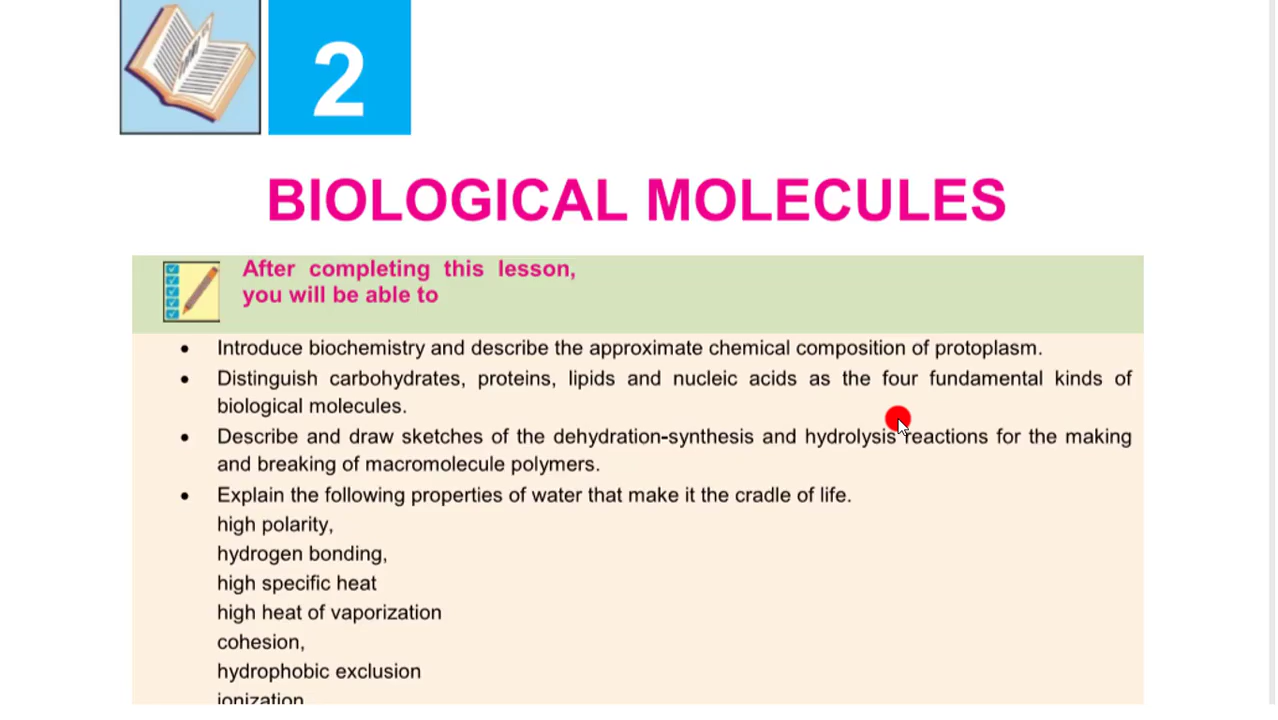 2
BIOLOGICAL MOLECULES
After completing this lesson,
you will be able to
• Introduce biochemistry and describe the approximate chemical composition of protoplasm.
• Distinguish carbohydrates, proteins, lipids and nucleic acids as the four fundamental kinds of
biological molecules.
• Describe and draw sketches of the dehydration-synthesis and hydrolysis reactions for the making
and breaking of macromolecule polymers.
• Explain the following properties of water that make it the cradle of life.
high polarity,
hydrogen bonding,
high specific heat
high heat of vaporization
cohesion,
hydrophobic exclusion
ionization